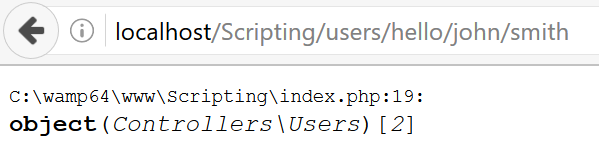 localhost/Scripting/users/hello/john/smith
C:\wamp64\www\Scripting\index.php:19:
object(Controllers\Users)[2]